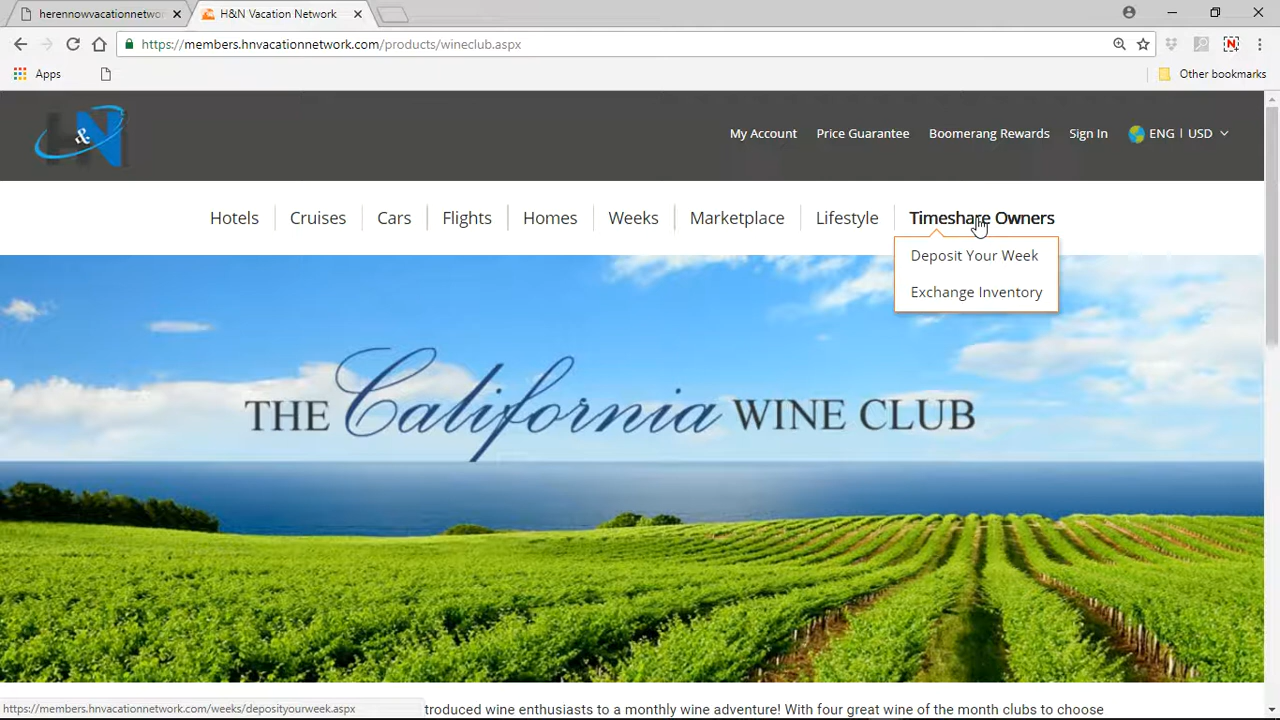 herennowvacationnetwor
H&N Vacation Network
https://members.hnvacationnetwork.com/products/wineclub.aspx
Apps
Other bookmarks
H&N
My Account
Price Guarantee
Boomerang Rewards
Sign In
ENG | USD
Hotels
Cruises
Cars
Flights
Homes
Weeks
Marketplace
Lifestyle
Timeshare Owners
Deposit Your Week
Exchange Inventory
THE California WINE CLUB
https://members.hnvacationnetwork.com/weeks/deposityourweek.aspx
troduced wine enthusiasts to a monthly wine adventure! With four great wine of the month clubs to choose